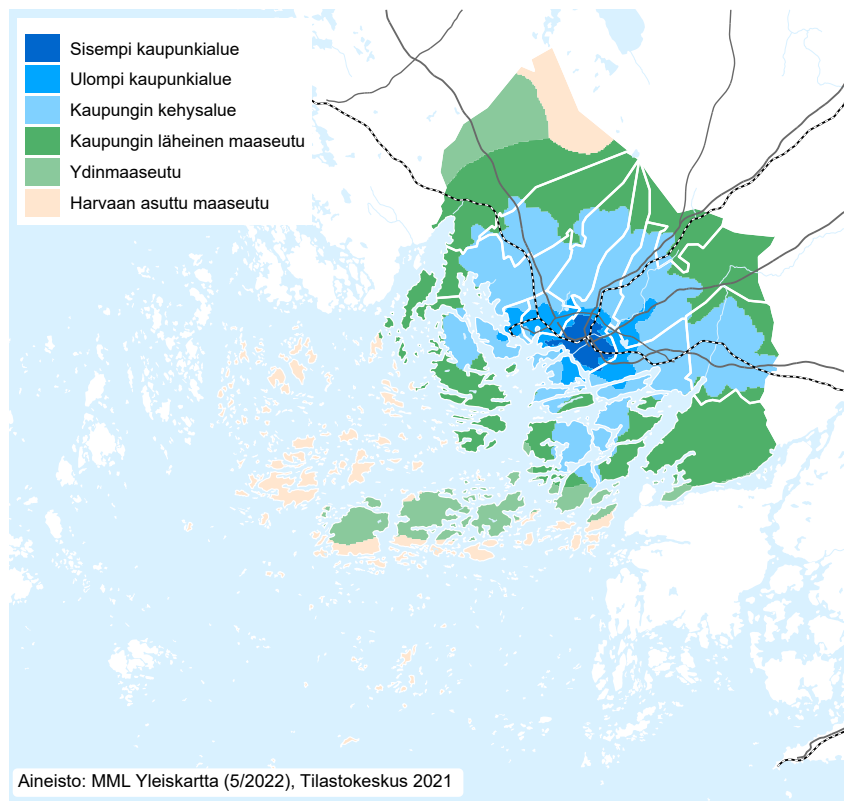 Sisempi kaupunkialue
Ulompi kaupunkialue
Kaupungin kehysalue
Kaupungin läheinen maaseutu
Ydinmaaseutu
Harvaan asuttu maaseutu
Aineisto: MML Yleiskartta (5/2022), Tilastokeskus 2021